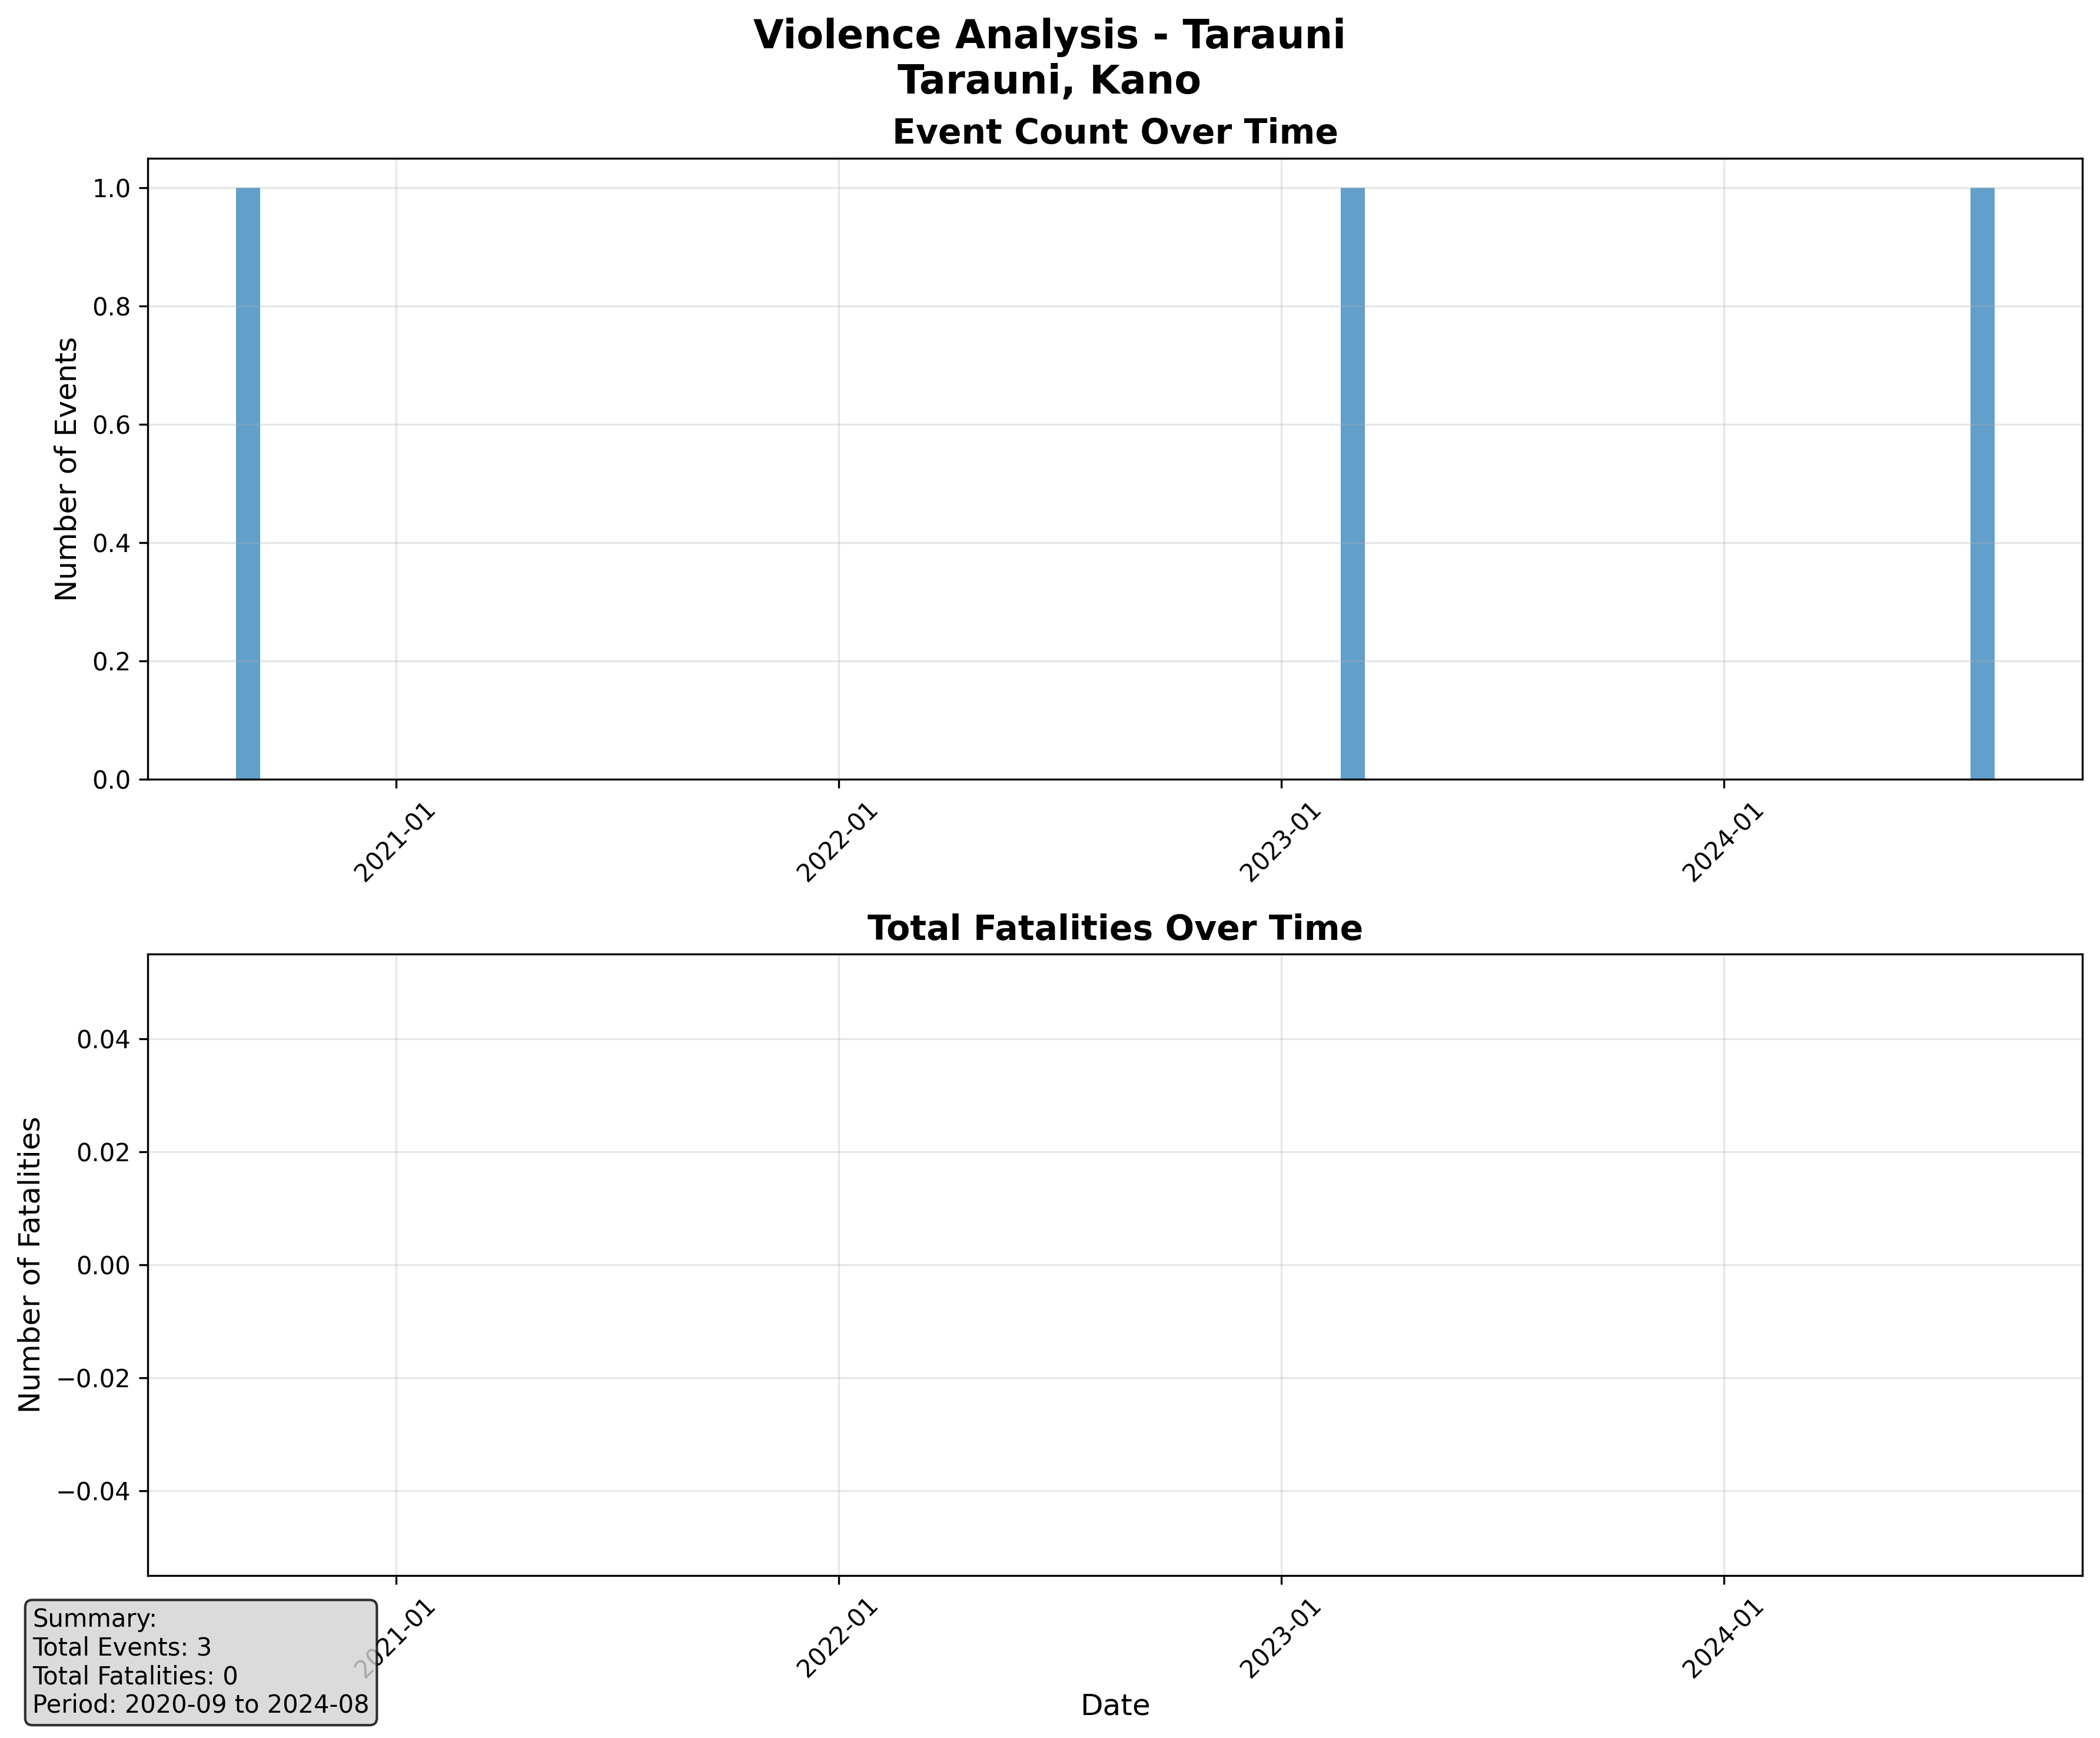 Violence Analysis - Tarauni
Tarauni, Kano
Event Count Over Time
Number of Events
1.0
0.8
0.6
0.4
0.2
0.0
2021-01
2022-01
2023-01
2024-01
Total Fatalities Over Time
Number of Fatalities
0.04
0.02
0.00
−0.02
−0.04
2021-01
2022-01
2023-01
2024-01
Date
Summary:
Total Events: 3
Total Fatalities: 0
Period: 2020-09 to 2024-08